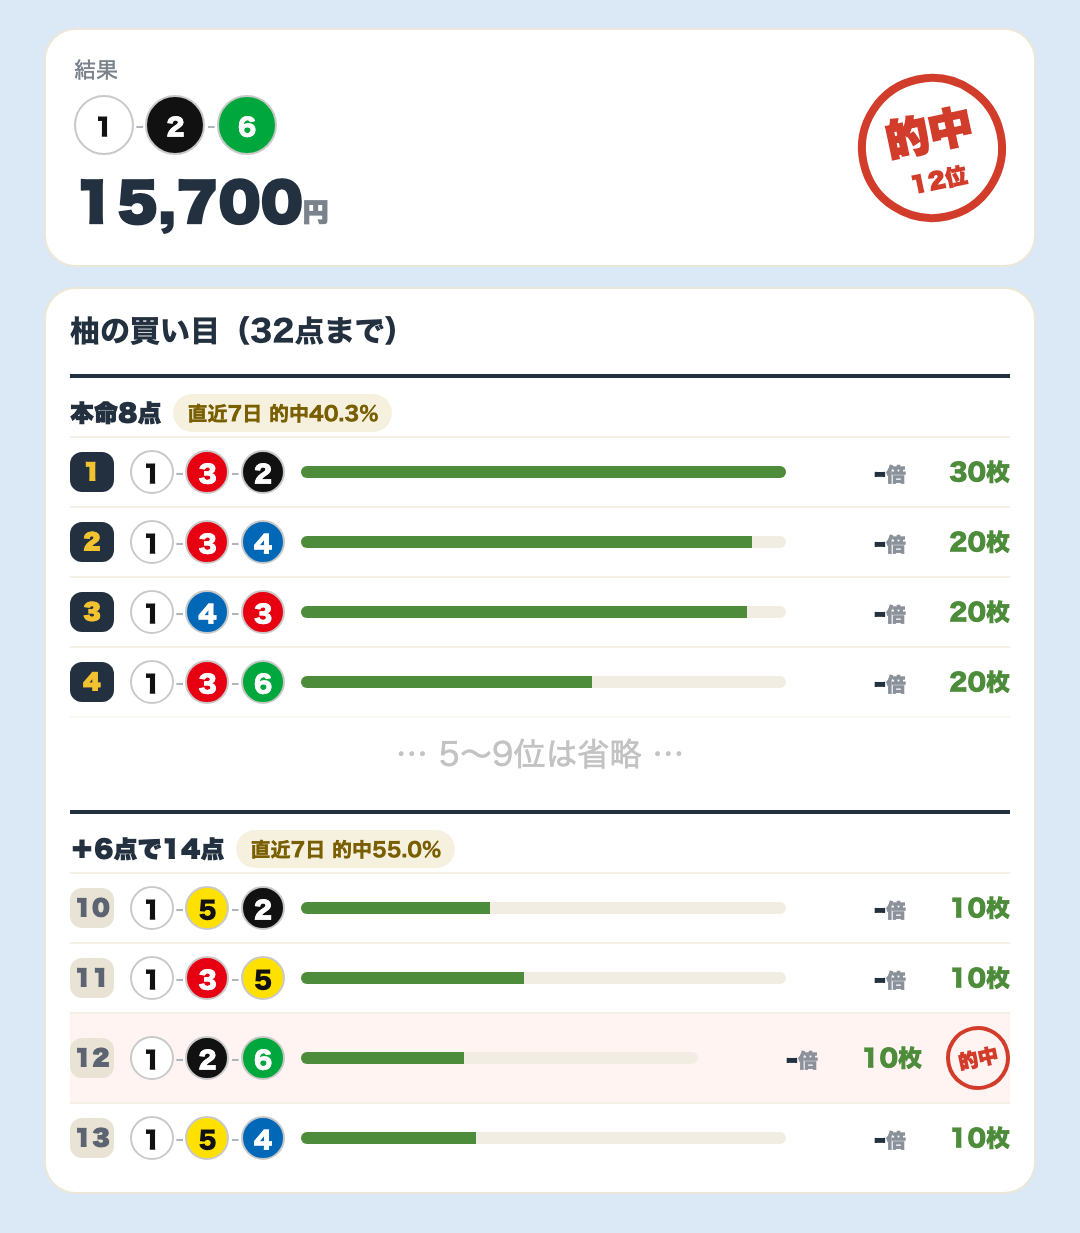 結果
1-2-6
15,700円
的中
12位
柚の買い目（32点まで）
本命8点 直近7日 的中40.3%
1 1-3-2 -倍 30枚
2 1-3-4 -倍 20枚
3 1-4-3 -倍 20枚
4 1-3-6 -倍 20枚
… 5〜9位は省略 …
+6点で14点 直近7日 的中55.0%
10 1-5-2 -倍 10枚
11 1-3-5 -倍 10枚
12 1-2-6 -倍 10枚 的中
13 1-5-4 -倍 10枚